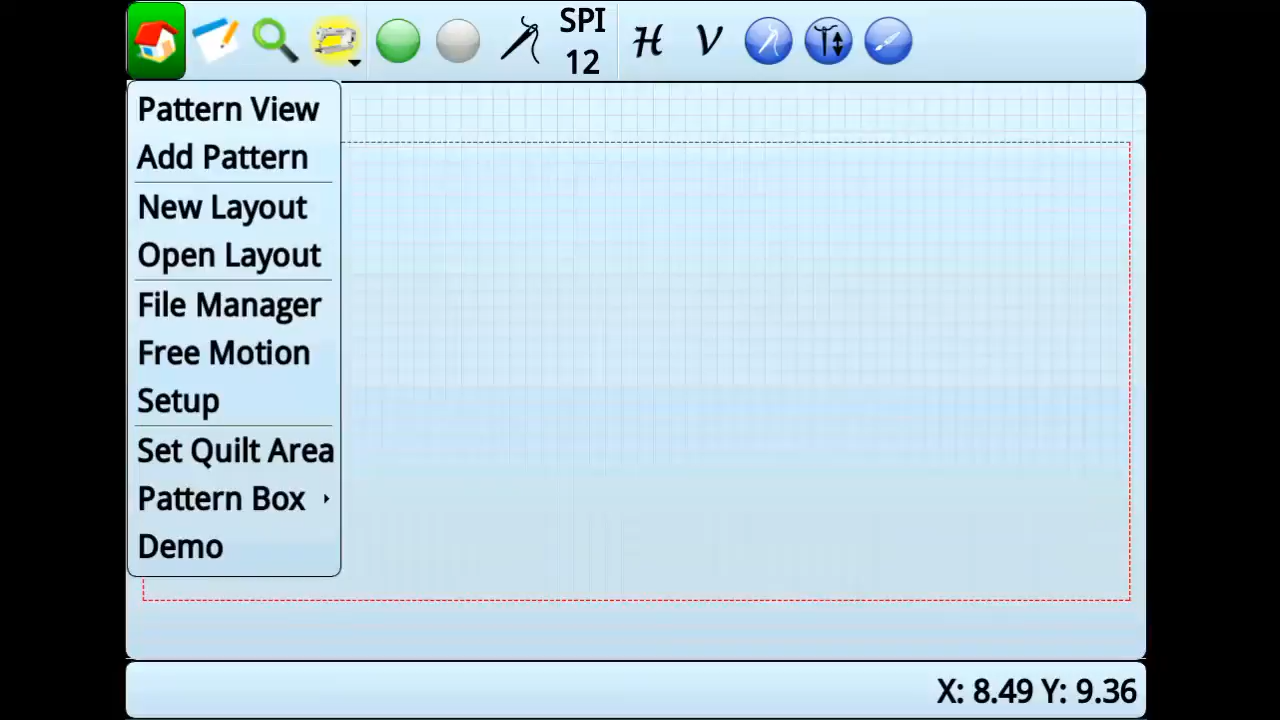 SPI
12
H V
Pattern View
Add Pattern
New Layout
Open Layout
File Manager
Free Motion
Setup
Set Quilt Area
Pattern Box
Demo
X: 8.49 Y: 9.36